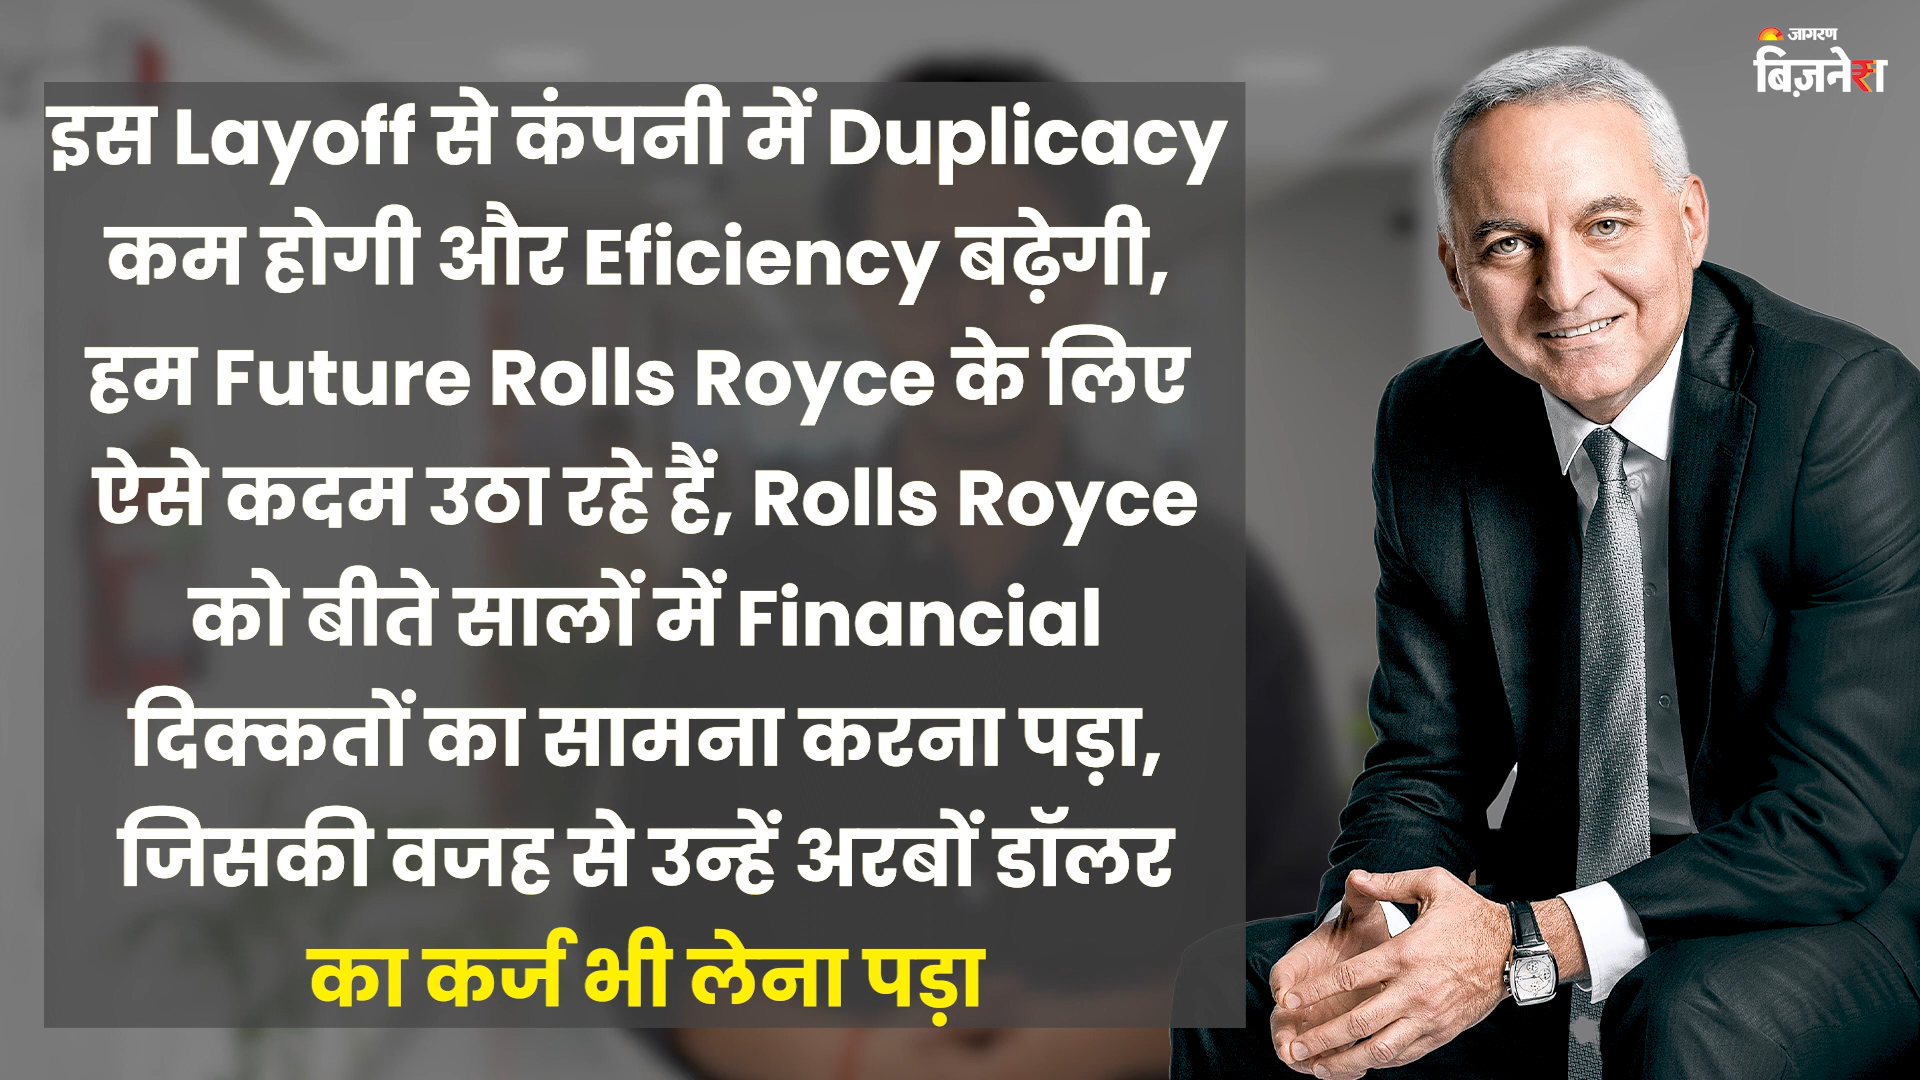 जागरण
बिज़नेस
इस Layoff से कंपनी में Duplicacy
कम होगी और Eficiency बढ़ेगी,
हम Future Rolls Royce के लिए
ऐसे कदम उठा रहे हैं, Rolls Royce
को बीते सालों में Financial
दिक्कतों का सामना करना पड़ा,
जिसकी वजह से उन्हें अरबों डॉलर
का कर्ज भी लेना पड़ा